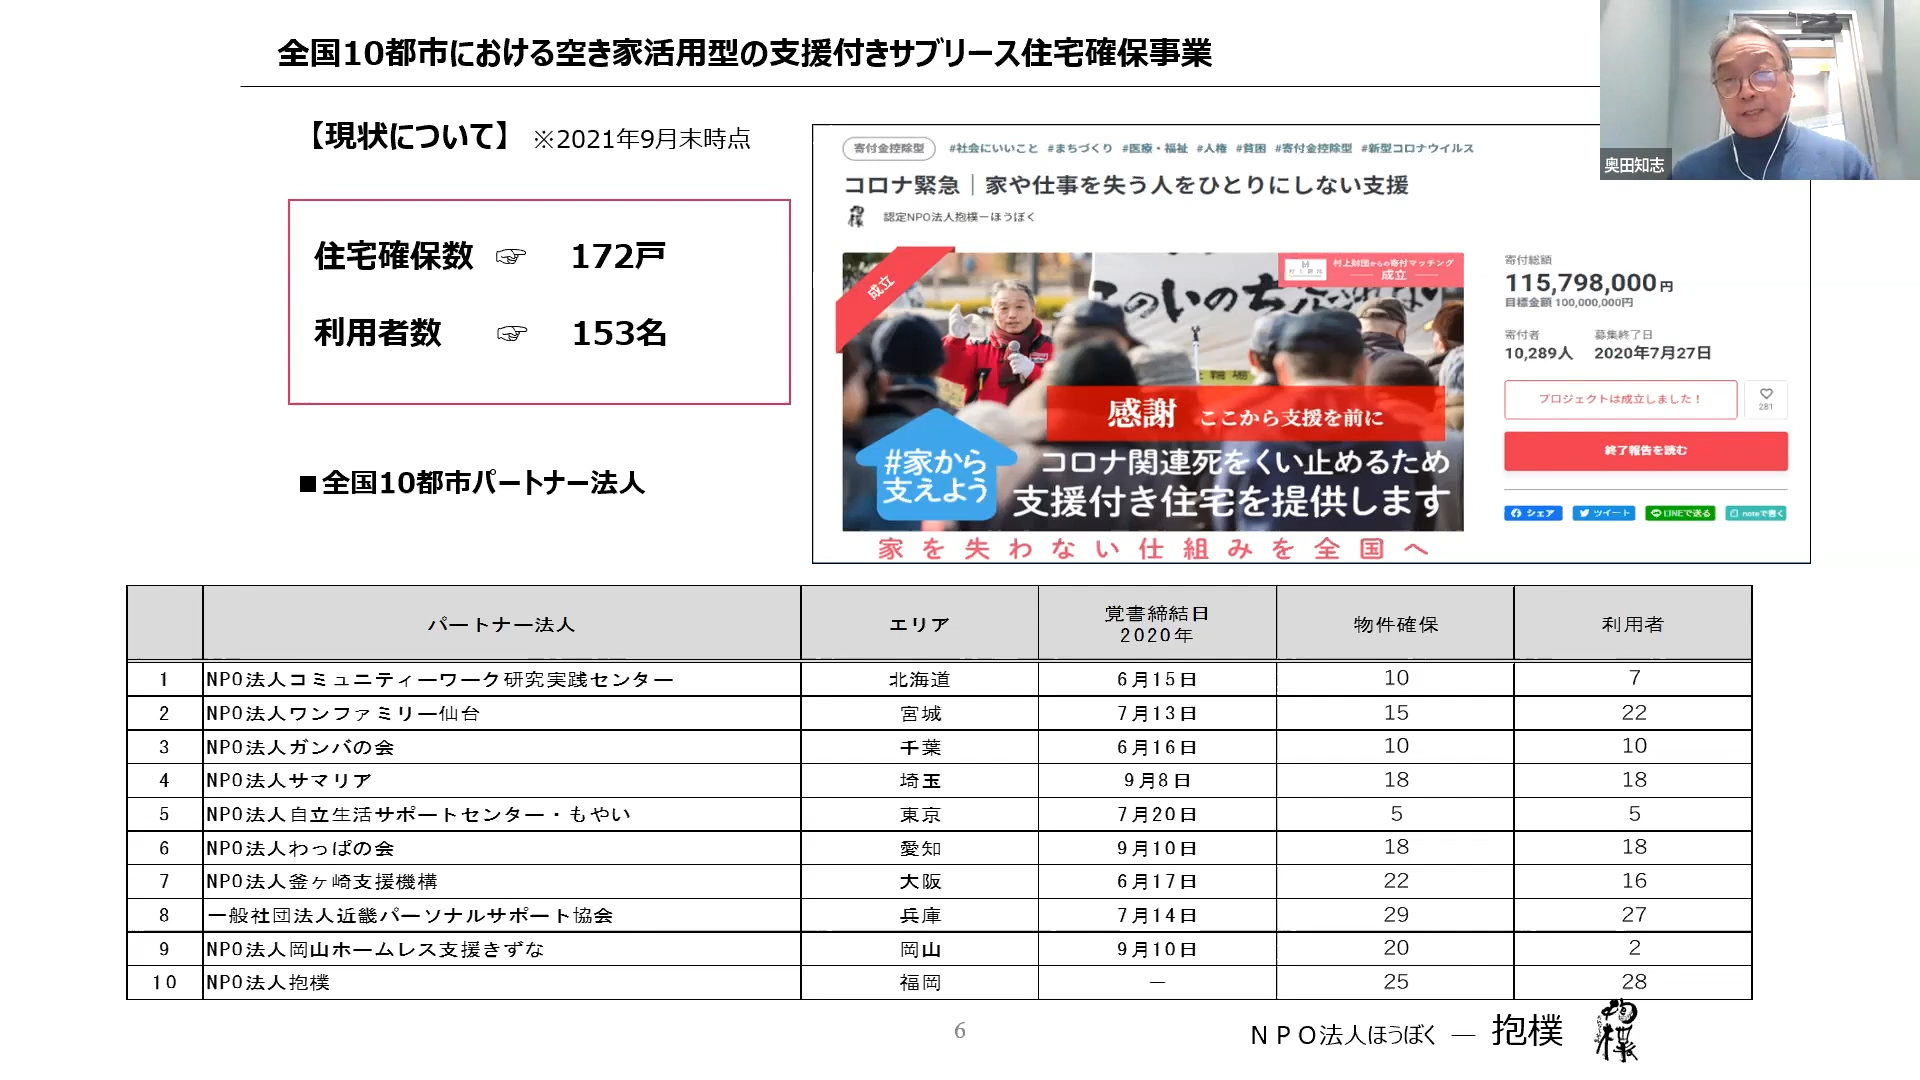 全国10都市における空き家活用型の支援付きサブリース住宅確保事業
奥田知志
【現状について】 ※2021年9月末時点
住宅確保数 ☞ 172戸
利用者数 ☞ 153名
■全国10都市パートナー法人
寄付金控除型 #社会にいいこと #まちづくり #医療・福祉 #人権 #貧困 #寄付金控除型 #新型コロナウイルス
コロナ緊急｜家や仕事を失う人をひとりにしない支援
認定NPO法人抱樸ーほうぼく
成立
村上財団からの寄付マッチング
成立
感謝 ここから支援を前に
#家から
支えよう
コロナ関連死をくい止めるため
支援付き住宅を提供します
家を失わない仕組みを全国へ
寄付総額
115,798,000円
目標金額 100,000,000円
寄付者 募集終了日
10,289人 2020年7月27日
プロジェクトは成立しました！
281
終了報告を読む
シェア ツイート LINEで送る noteで書く
パートナー法人 エリア 覚書締結日 2020年 物件確保 利用者
1 NPO法人コミュニティーワーク研究実践センター 北海道 6月15日 10 7
2 NPO法人ワンファミリー仙台 宮城 7月13日 15 22
3 NPO法人ガンバの会 千葉 6月16日 10 10
4 NPO法人サマリア 埼玉 9月8日 18 18
5 NPO法人自立生活サポートセンター・もやい 東京 7月20日 5 5
6 NPO法人わっぱの会 愛知 9月10日 18 18
7 NPO法人釜ヶ崎支援機構 大阪 6月17日 22 16
8 一般社団法人近畿パーソナルサポート協会 兵庫 7月14日 29 27
9 NPO法人岡山ホームレス支援きずな 岡山 9月10日 20 2
10 NPO法人抱樸 福岡 － 25 28
6
ＮＰＯ法人ほうぼく ― 抱樸